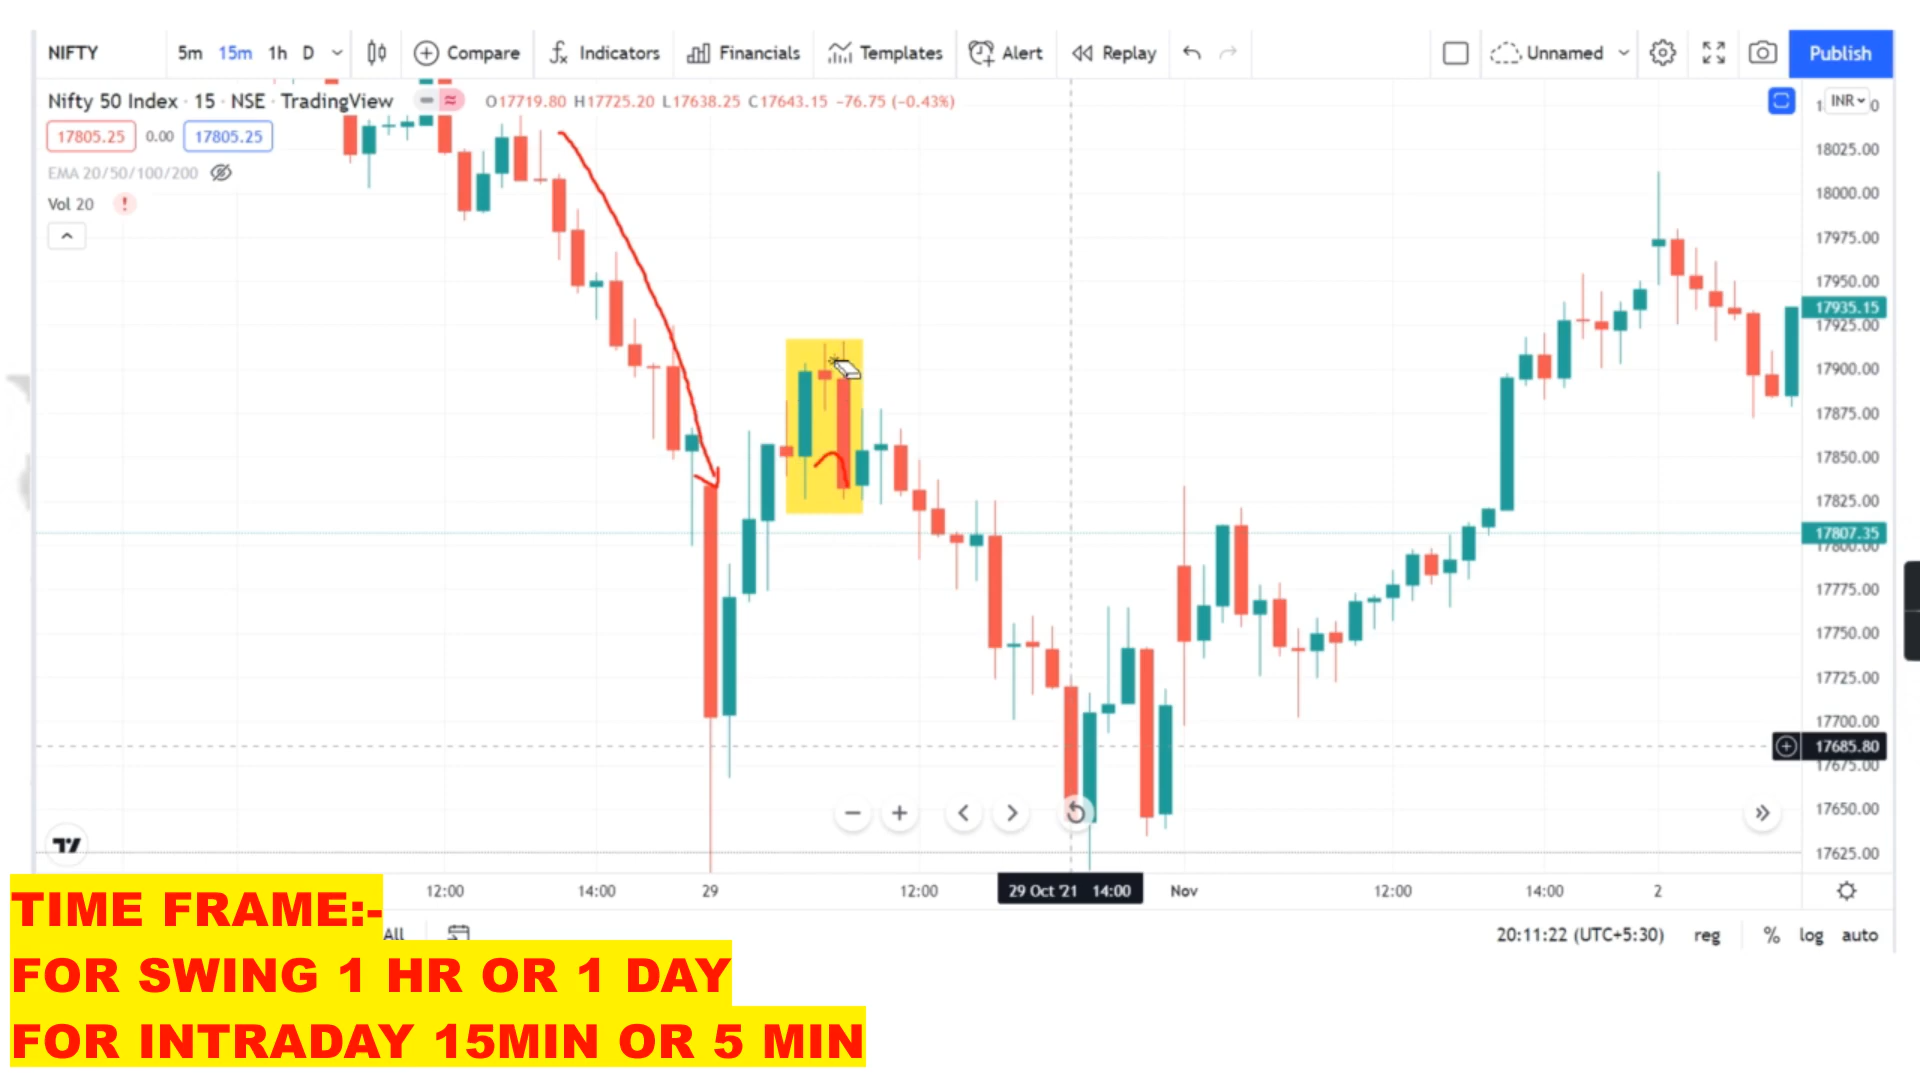 NIFTY 5m 15m 1h D Compare Indicators Financials Templates Alert Replay Unnamed Publish
Nifty 50 Index · 15 · NSE · TradingView O17719.80 H17725.20 L17638.25 C17643.15 -76.75 (-0.43%) INR
17805.25 0.00 17805.25
EMA 20/50/100/200
Vol 20 !
18025.00
18000.00
17975.00
17950.00
17935.15
17925.00
17900.00
17875.00
17850.00
17825.00
17807.35
17800.00
17775.00
17750.00
17725.00
17700.00
17685.80
17675.00
17650.00
17625.00
12:00 14:00 29 12:00 29 Oct '21 14:00 Nov 12:00 14:00 2
All 20:11:22 (UTC+5:30) reg % log auto
TIME FRAME:-
FOR SWING 1 HR OR 1 DAY
FOR INTRADAY 15MIN OR 5 MIN